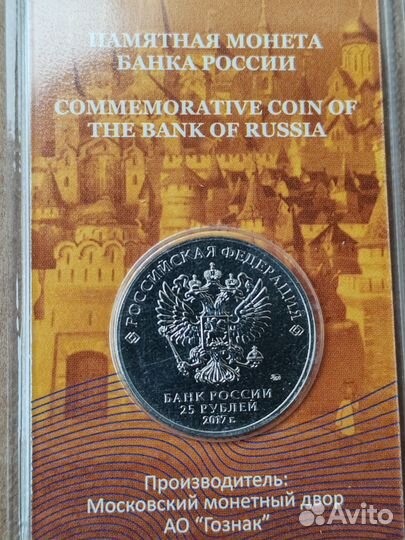 ПАМЯТНАЯ МОНЕТА
БАНКА РОССИИ
COMMEMORATIVE COIN OF
THE BANK OF RUSSIA
РОССИЙСКАЯ ФЕДЕРАЦИЯ
БАНК РОССИИ
25 РУБЛЕЙ
2017 г.
Производитель:
Московский монетный двор
АО "Гознак"
Avito